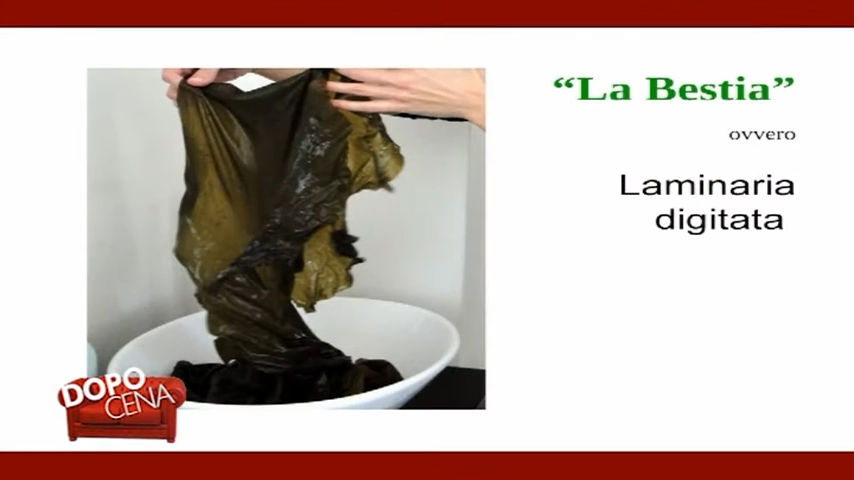 “La Bestia”
ovvero
Laminaria
digitata
DOPO
CENA